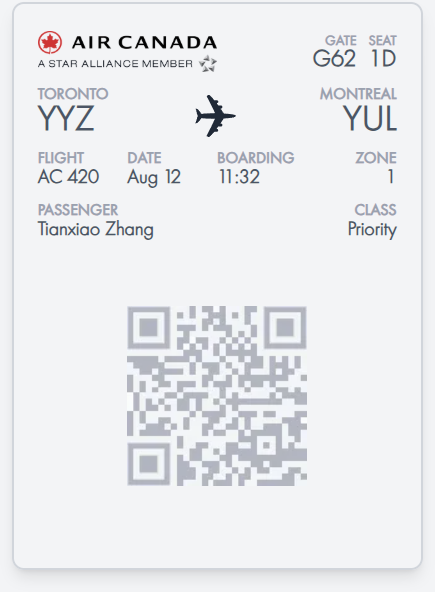 AIR CANADA
A STAR ALLIANCE MEMBER
GATE SEAT
G62 1D
TORONTO MONTREAL
YYZ YUL
FLIGHT DATE BOARDING ZONE
AC 420 Aug 12 11:32 1
PASSENGER CLASS
Tianxiao Zhang Priority